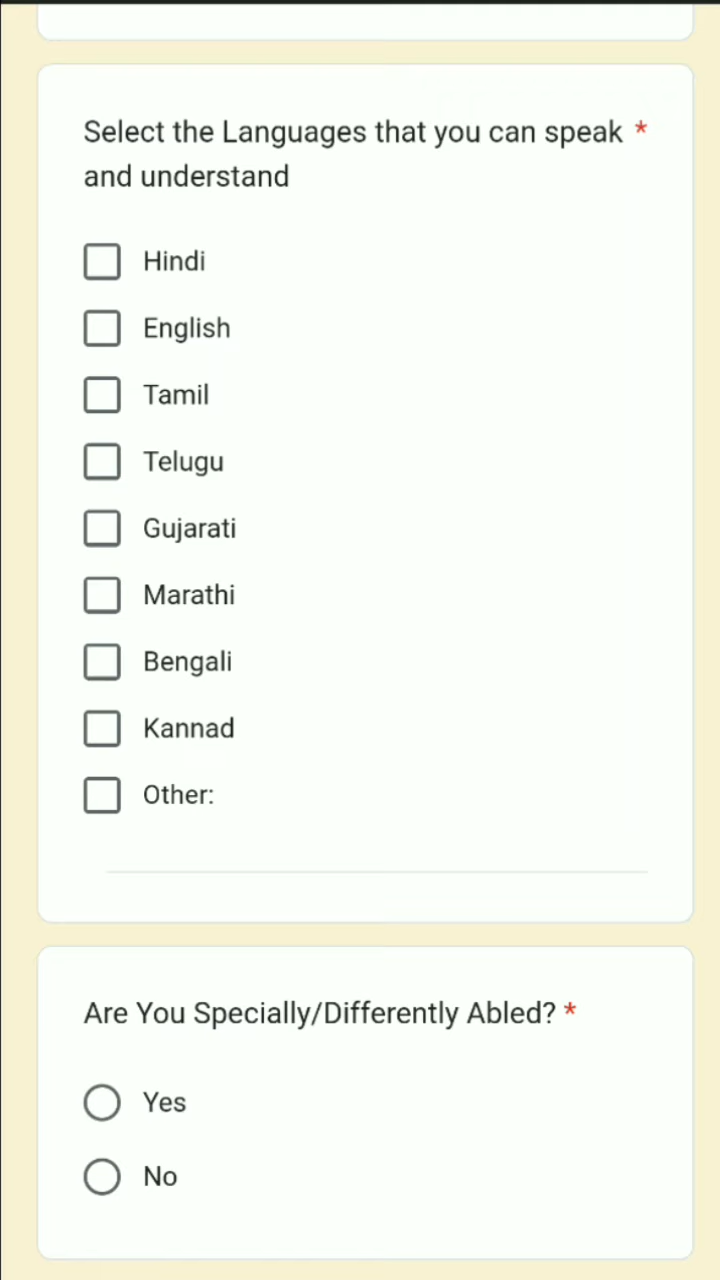 Select the Languages that you can speak *
and understand
Hindi
English
Tamil
Telugu
Gujarati
Marathi
Bengali
Kannad
Other:
Are You Specially/Differently Abled? *
Yes
No